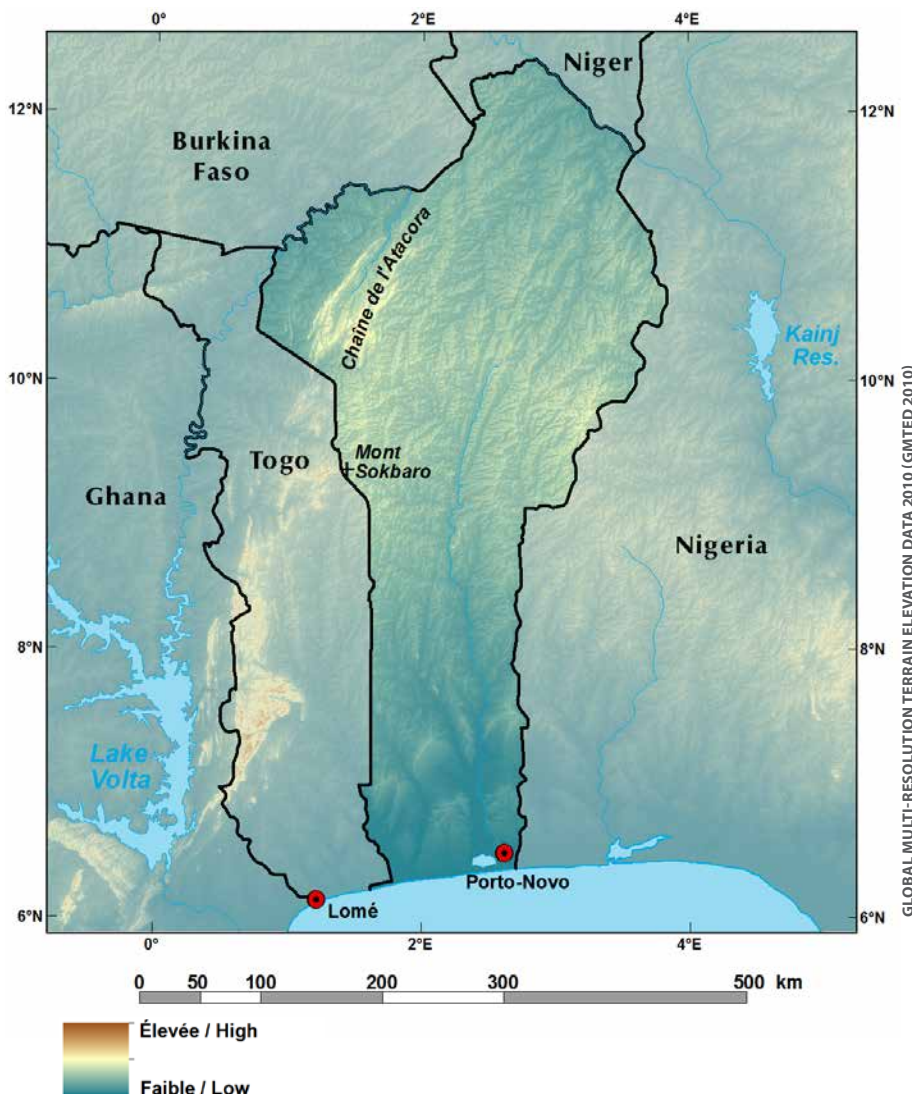 0°
2°E
4°E
Niger
12°N
12°N
Burkina
Faso
Chaîne de l'Atacora
Kainj
Res.
10°N
10°N
Togo
Mont
Sokbaro
Ghana
Nigeria
8°N
8°N
Lake
Volta
Porto-Novo
Lomé
6°N
6°N
0°
2°E
4°E
GLOBAL MULTI-RESOLUTION TERRAIN ELEVATION DATA 2010 (GMTED 2010)
0 50 100 200 300 500 km
Élevée / High
Faible / Low